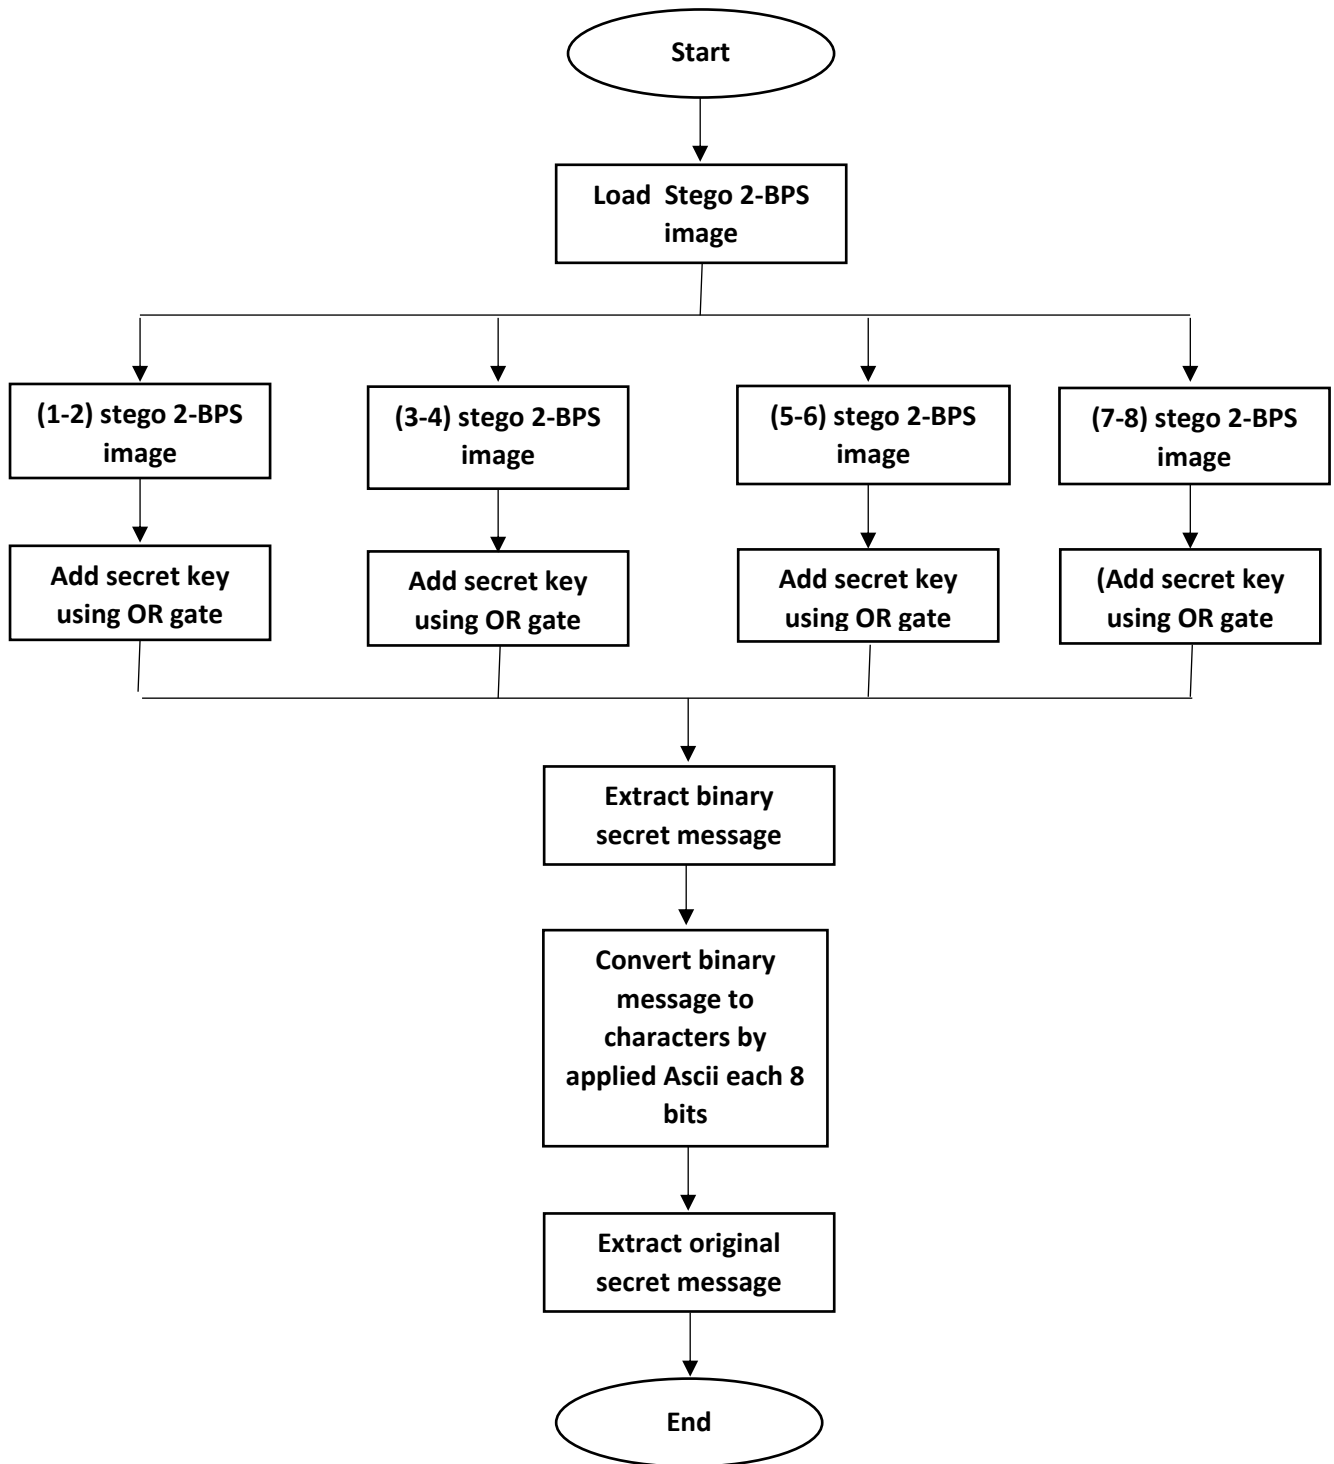 Start
Load  Stego 2-BPS
image
(1-2) stego 2-BPS
image
(3-4) stego 2-BPS
image
(5-6) stego 2-BPS
image
(7-8) stego 2-BPS
image
Add secret key
using OR gate
Add secret key
using OR gate
Add secret key
using OR gate
(Add secret key
using OR gate
Extract binary
secret message
Convert binary
message to
characters by
applied Ascii each 8
bits
Extract original
secret message
End